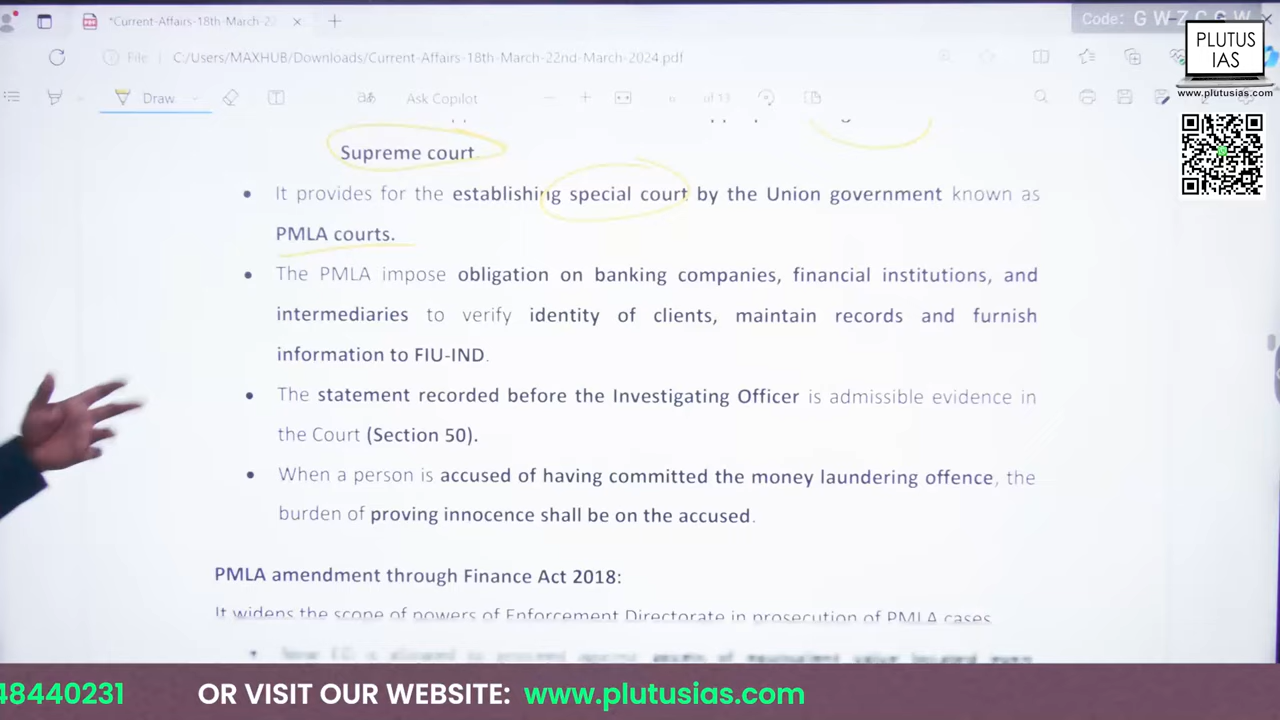 *Current-Affairs-18th-March-22
Code: G W Z C G W
File C:/Users/MAXHUB/Downloads/Current-Affairs-18th-March-22nd-March-2024.pdf
PLUTUS
IAS
www.plutusias.com
Draw Ask Copilot of 13
Supreme court.
• It provides for the establishing special court by the Union government known as
PMLA courts.
• The PMLA impose obligation on banking companies, financial institutions, and
intermediaries to verify identity of clients, maintain records and furnish
information to FIU-IND.
• The statement recorded before the Investigating Officer is admissible evidence in
the Court (Section 50).
• When a person is accused of having committed the money laundering offence, the
burden of proving innocence shall be on the accused.
PMLA amendment through Finance Act 2018:
It widens the scope of powers of Enforcement Directorate in prosecution of PMLA cases
48440231 OR VISIT OUR WEBSITE: www.plutusias.com